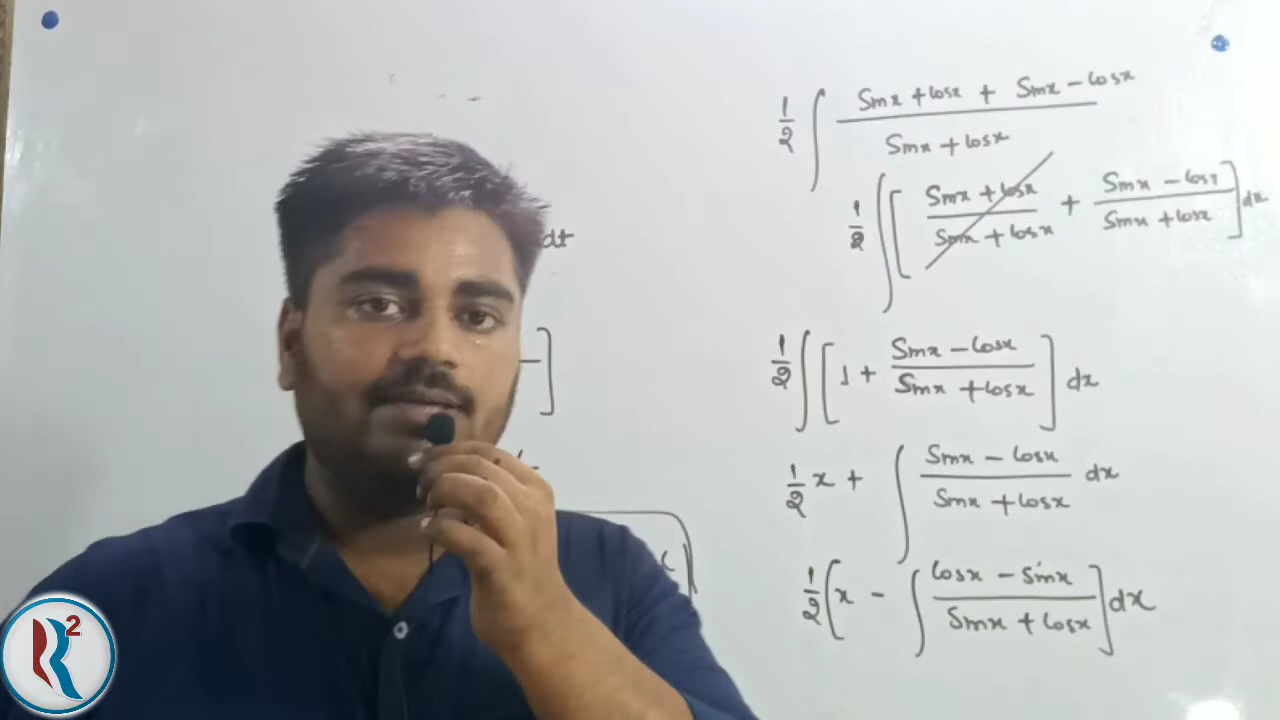 1/2 ∫ (Sinx + Cosx + Sinx - Cosx)/(Sinx + Cosx)
1/2 ∫ [(Sinx + Cosx)/(Sinx + Cosx) + (Sinx - Cosx)/(Sinx + Cosx)] dx
dt
1/2 ∫ [1 + (Sinx - Cosx)/(Sinx + Cosx)] dx
1/2 x + ∫ (Sinx - Cosx)/(Sinx + Cosx) dx
1/2 [x - ∫ (Cosx - Sinx)/(Sinx + Cosx)] dx
R2